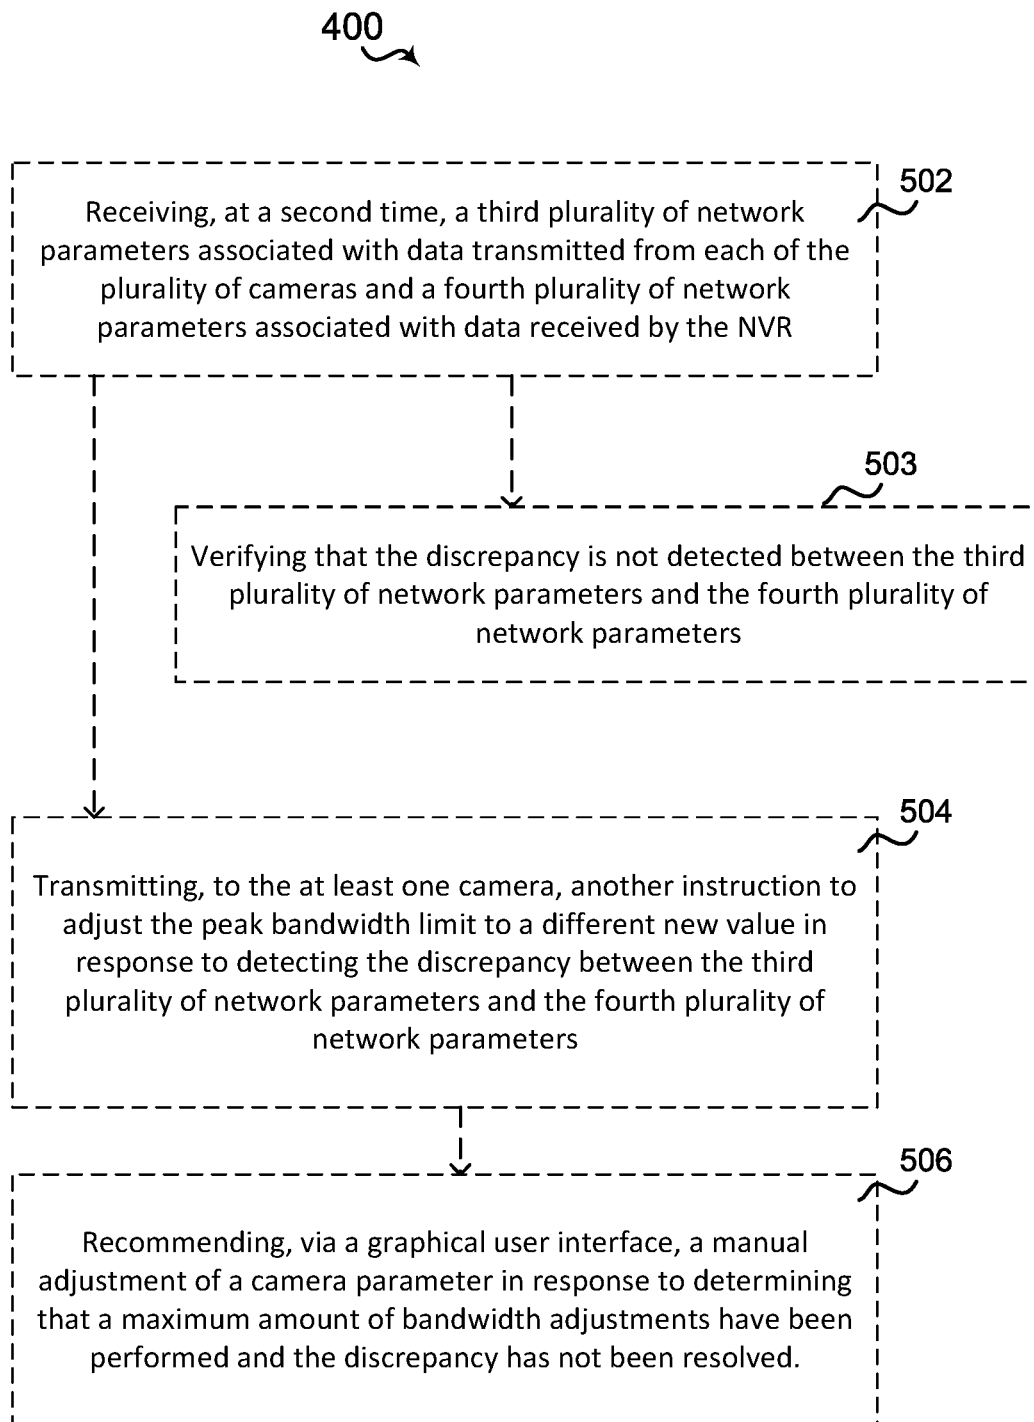 400
502
Receiving, at a second time, a third plurality of network
parameters associated with data transmitted from each of the
plurality of cameras and a fourth plurality of network
parameters associated with data received by the NVR
503
Verifying that the discrepancy is not detected between the third
plurality of network parameters and the fourth plurality of
network parameters
504
Transmitting, to the at least one camera, another instruction to
adjust the peak bandwidth limit to a different new value in
response to detecting the discrepancy between the third
plurality of network parameters and the fourth plurality of
network parameters
506
Recommending, via a graphical user interface, a manual
adjustment of a camera parameter in response to determining
that a maximum amount of bandwidth adjustments have been
performed and the discrepancy has not been resolved.